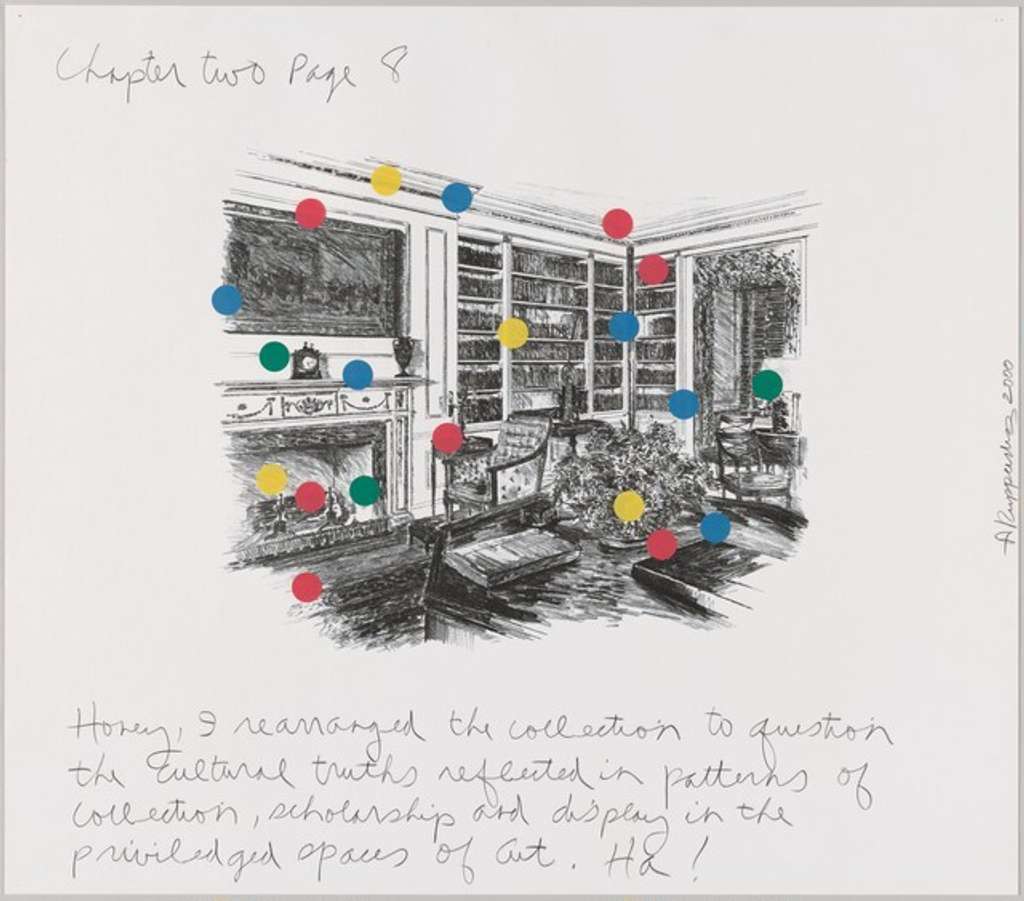 Chapter two Page 8
Honey, I rearranged the collection to question
the Cultural truths reflected in patterns of
collection, scholarship and display in the
priviledged spaces of Art. Ha!
A Ruppersberg 2000